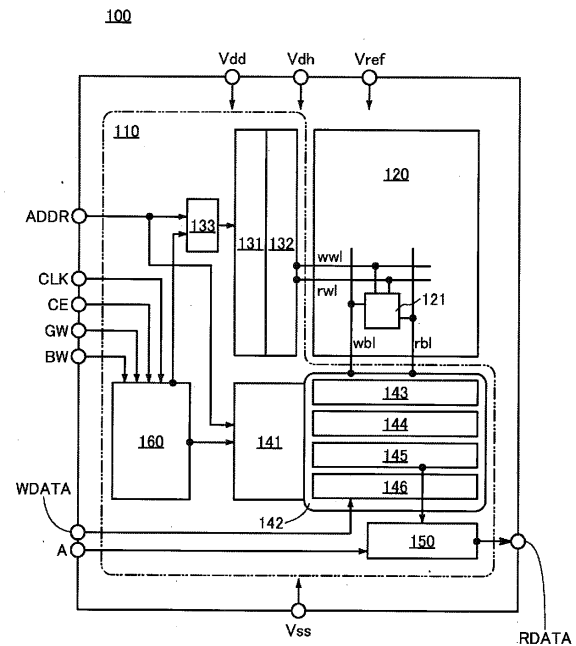 100
Vdd Vdh Vref
110
120
ADDR
133
131 132
wwl
rwl
121
wbl rbl
CLK
CE
GW
BW
160
141
143
144
145
146
WDATA
142
A
150
Vss
RDATA